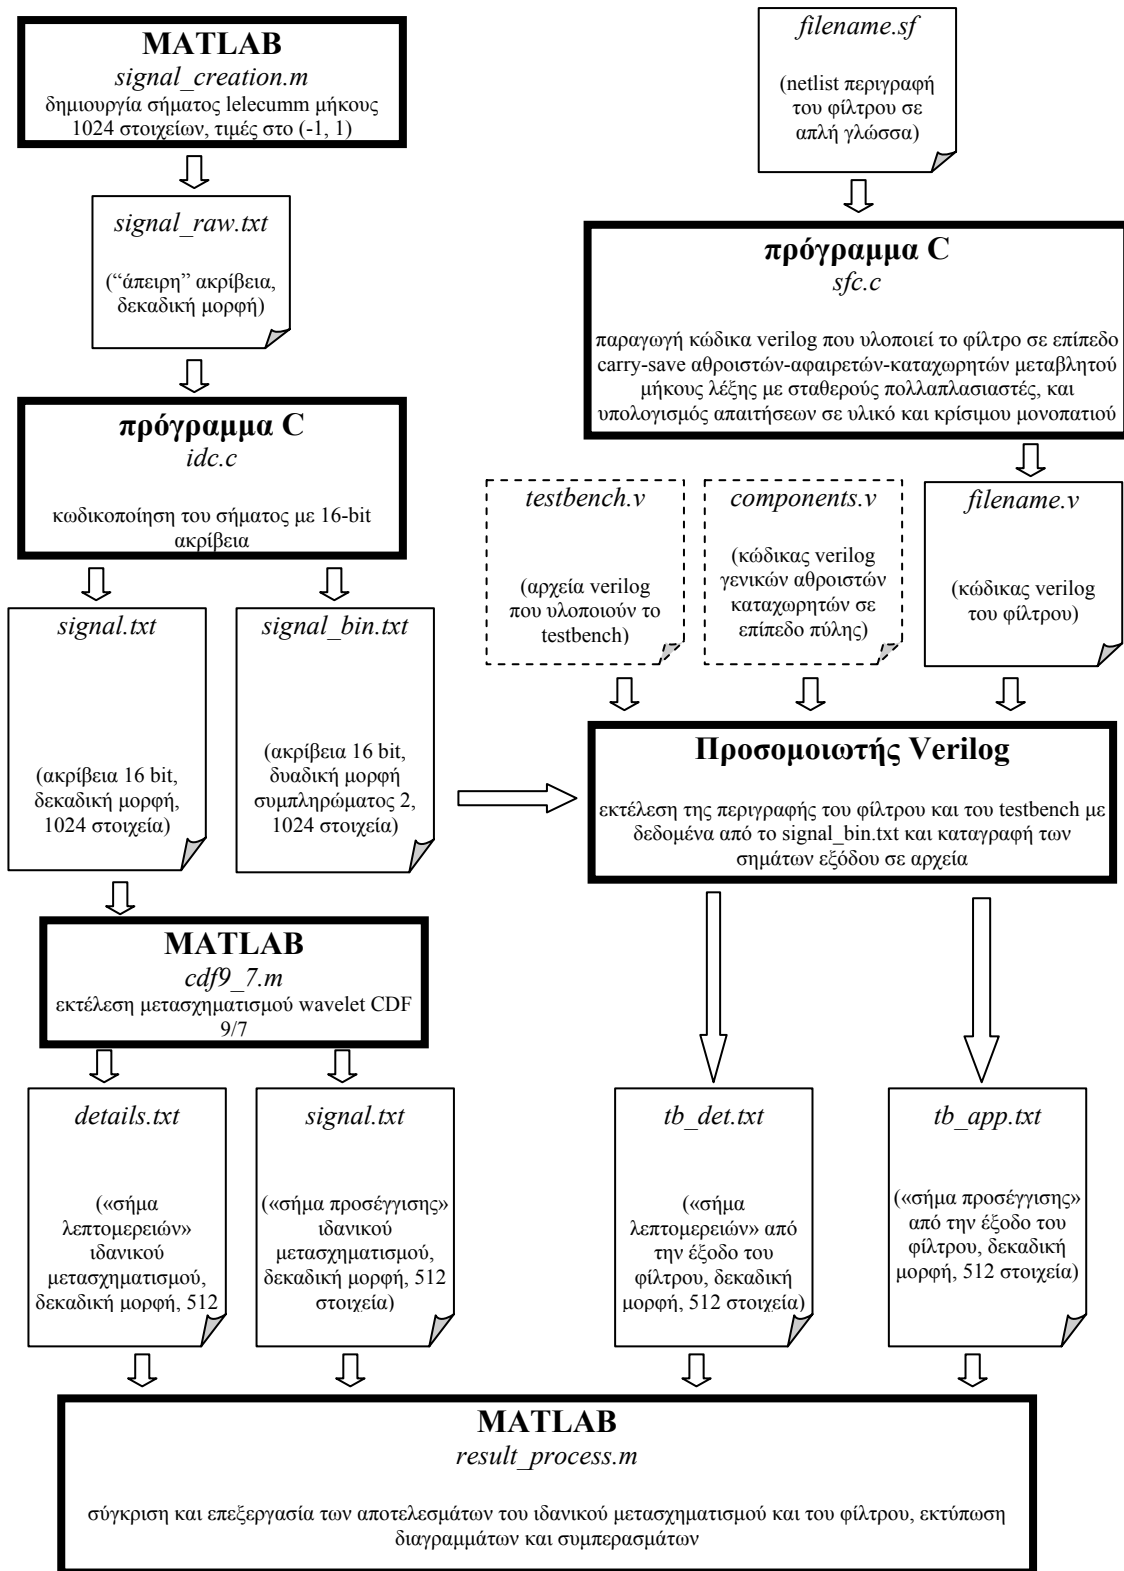 MATLAB
signal_creation.m
δημιουργία σήματος lelecumm μήκους
1024 στοιχείων, τιμές στο (-1, 1)
signal_raw.txt
(“άπειρη” ακρίβεια,
δεκαδική μορφή)
πρόγραμμα C
idc.c
κωδικοποίηση του σήματος με 16-bit
ακρίβεια
signal.txt
(ακρίβεια 16 bit,
δεκαδική μορφή,
1024 στοιχεία)
signal_bin.txt
(ακρίβεια 16 bit,
δυαδική μορφή
συμπληρώματος 2,
1024 στοιχεία)
MATLAB
cdf9_7.m
εκτέλεση μετασχηματισμού wavelet CDF
9/7
details.txt
(«σήμα
λεπτομερειών»
ιδανικού
μετασχηματισμού,
δεκαδική μορφή, 512
signal.txt
(«σήμα προσέγγισης»
ιδανικού
μετασχηματισμού,
δεκαδική μορφή, 512
στοιχεία)
filename.sf
(netlist περιγραφή
του φίλτρου σε
απλή γλώσσα)
πρόγραμμα C
sfc.c
παραγωγή κώδικα verilog που υλοποιεί το φίλτρο σε επίπεδο
carry-save αθροιστών-αφαιρετών-καταχωρητών μεταβλητού
μήκους λέξης με σταθερούς πολλαπλασιαστές, και
υπολογισμός απαιτήσεων σε υλικό και κρίσιμου μονοπατιού
testbench.v
(αρχεία verilog
που υλοποιούν το
testbench)
components.v
(κώδικας verilog
γενικών αθροιστών
καταχωρητών σε
επίπεδο πύλης)
filename.v
(κώδικας verilog
του φίλτρου)
Προσομοιωτής Verilog
εκτέλεση της περιγραφής του φίλτρου και του testbench με
δεδομένα από το signal_bin.txt και καταγραφή των
σημάτων εξόδου σε αρχεία
tb_det.txt
(«σήμα
λεπτομερειών» από
την έξοδο του
φίλτρου, δεκαδική
μορφή, 512 στοιχεία)
tb_app.txt
(«σήμα προσέγγισης»
από την έξοδο του
φίλτρου, δεκαδική
μορφή, 512 στοιχεία)
MATLAB
result_process.m
σύγκριση και επεξεργασία των αποτελεσμάτων του ιδανικού μετασχηματισμού και του φίλτρου, εκτύπωση
διαγραμμάτων και συμπερασμάτων